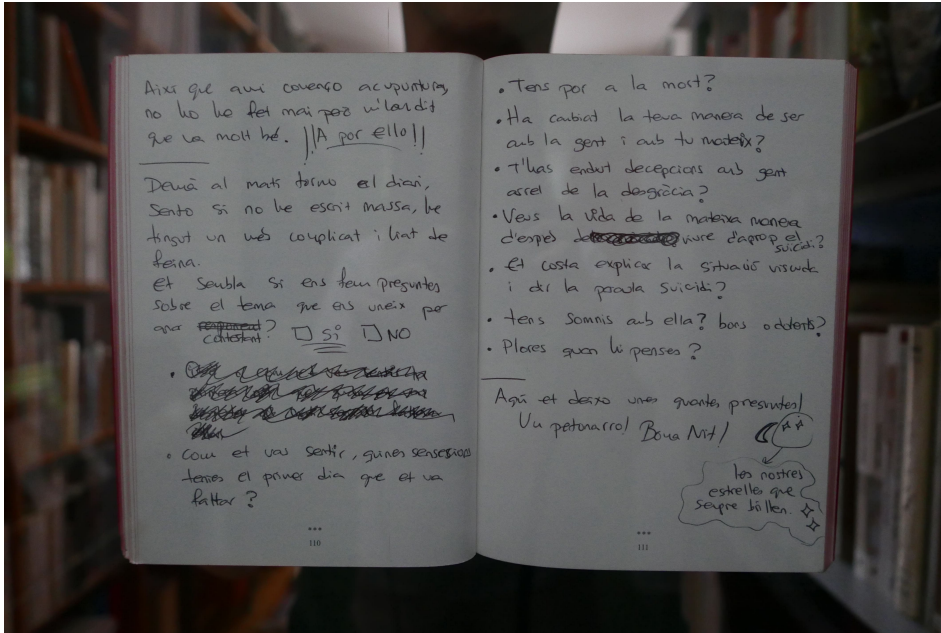 Així que avui començo acupuntura,
no ho he fet mai però m'han dit
que va molt bé. ¡¡A por ello!!
Demà al matí torno el diari,
sento si no he escrit massa, he
tingut un més complicat i liat de
feina.
et sembla si ens fem preguntes
sobre el tema que ens uneix per
anar
contestant? Sí NO
• Com et vas sentir, quines sensacions
tenies el primer dia que et va
faltar?
110
• Tens por a la mort?
• Ha canviat la teva manera de ser
amb la gent i amb tu mateix?
• T'has endut decepcions amb gent
arrel de la desgràcia?
• Veus la vida de la mateixa manera
d'espés de viure d'aprop el
suïcidi?
• et costa explicar la situació viscuda
i dir la paraula suïcidi?
• tens somnis amb ella? bons o dolents?
• Plores quan hi penses?
Aquí et deixo unes quantes preguntes!
Un petonarro! Bona Nit!
les nostres
estrelles que
sempre brillen.
111